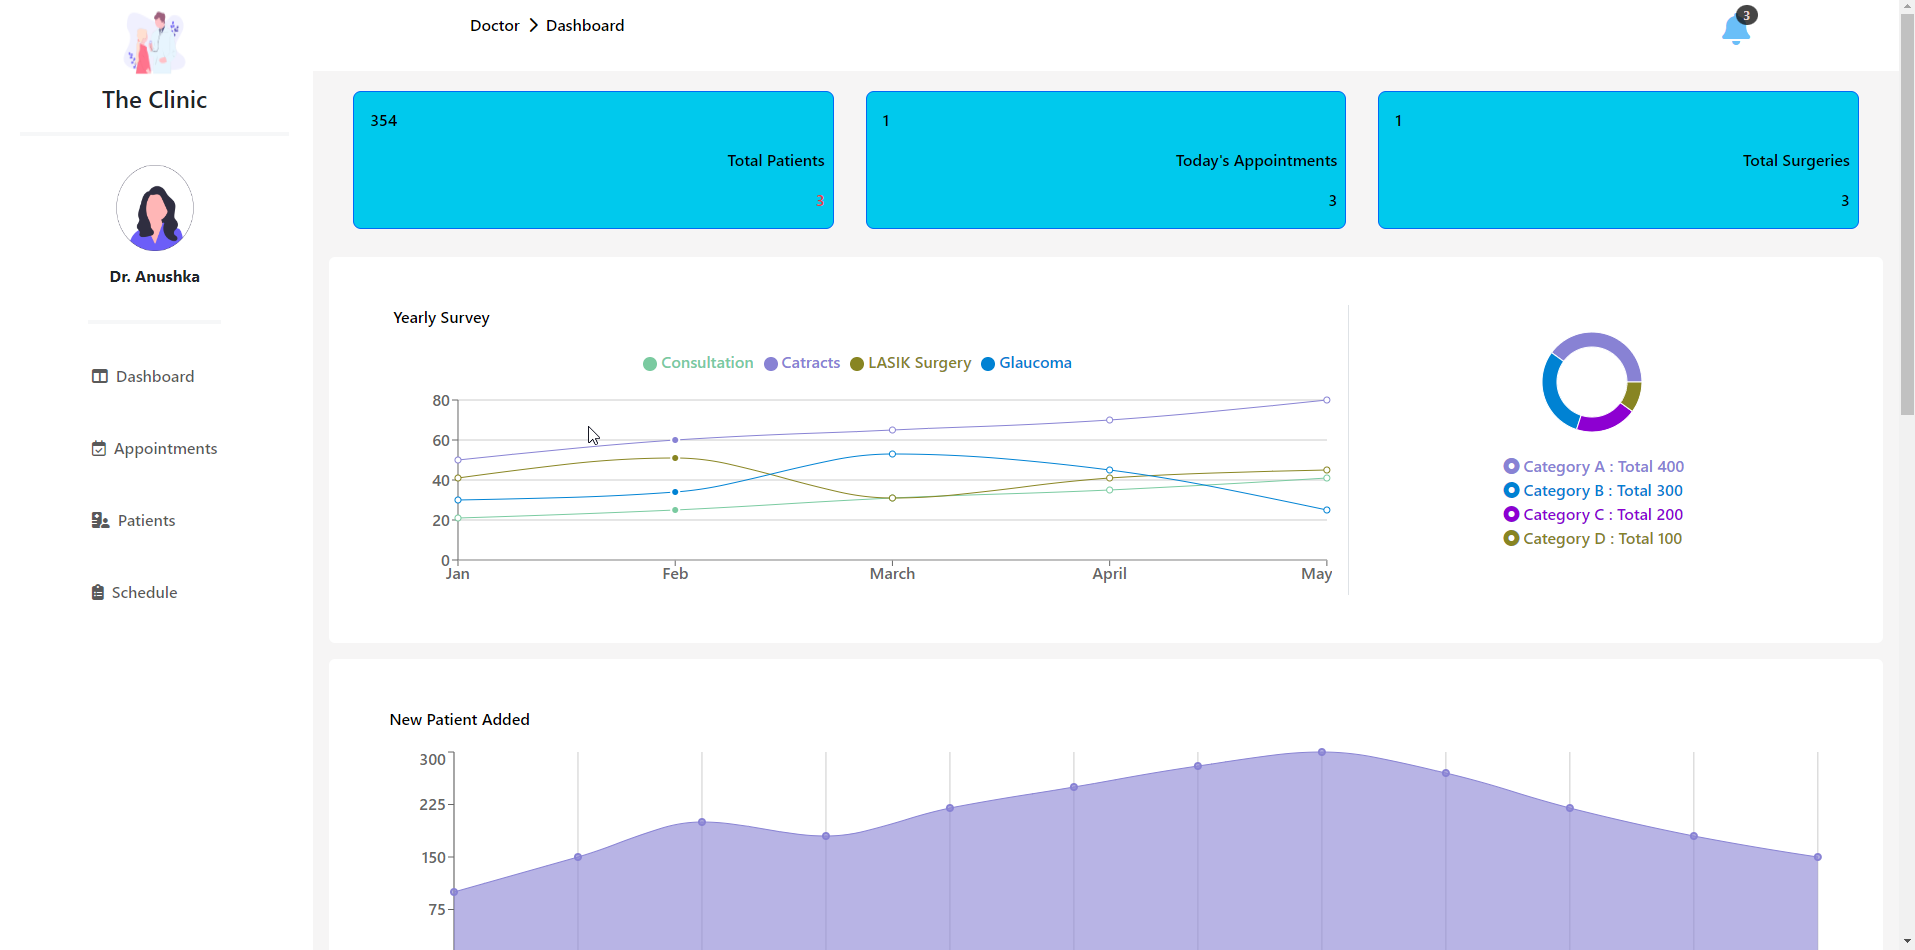 The Clinic
Dr. Anushka
Dashboard
Appointments
Patients
Schedule
Doctor > Dashboard
3
354
Total Patients
3
1
Today's Appointments
3
1
Total Surgeries
3
Yearly Survey
Consultation Catracts LASIK Surgery Glaucoma
80
60
40
20
0
Jan Feb March April May
Category A : Total 400
Category B : Total 300
Category C : Total 200
Category D : Total 100
New Patient Added
300
225
150
75